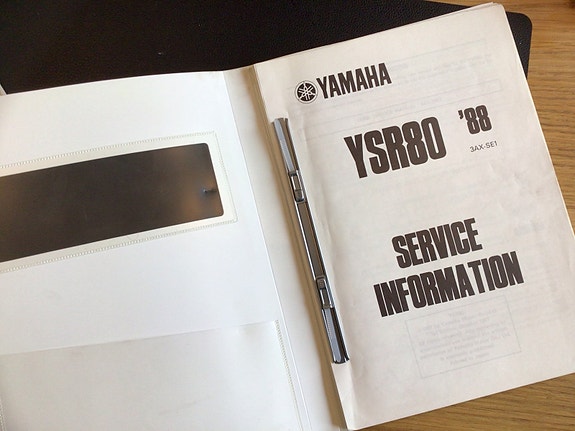 YAMAHA
YSR80 '88
3AX-SE1
SERVICE
INFORMATION